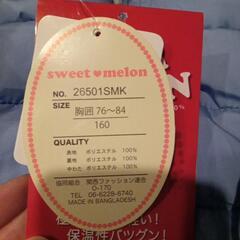 sweet♥melon
NO. 26501SMK
SIZE
胸囲 76〜84
160
QUALITY
表地 ポリエステル 100%
裏地 ポリエステル 100%
中わた ポリエステル 100%
協同組合 関西ファッション連合
O-170
TEL 06-6228-6740
MADE IN BANGLADESH
保温性バツグン!